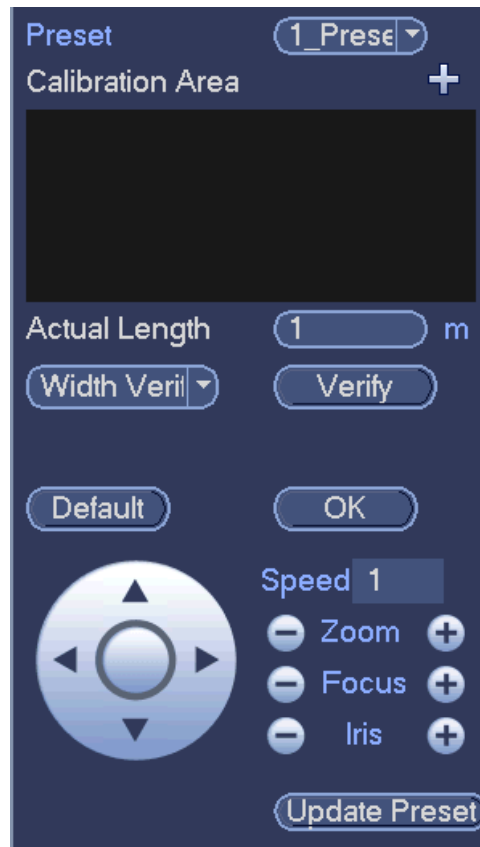 Preset 1_Prese
Calibration Area
Actual Length 1 m
Width Veri Verify
Default OK
Speed 1
Zoom
Focus
Iris
Update Preset